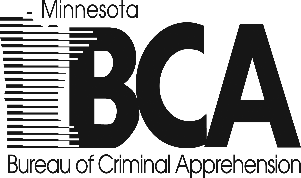 Minnesota
BCA
Bureau of Criminal Apprehension